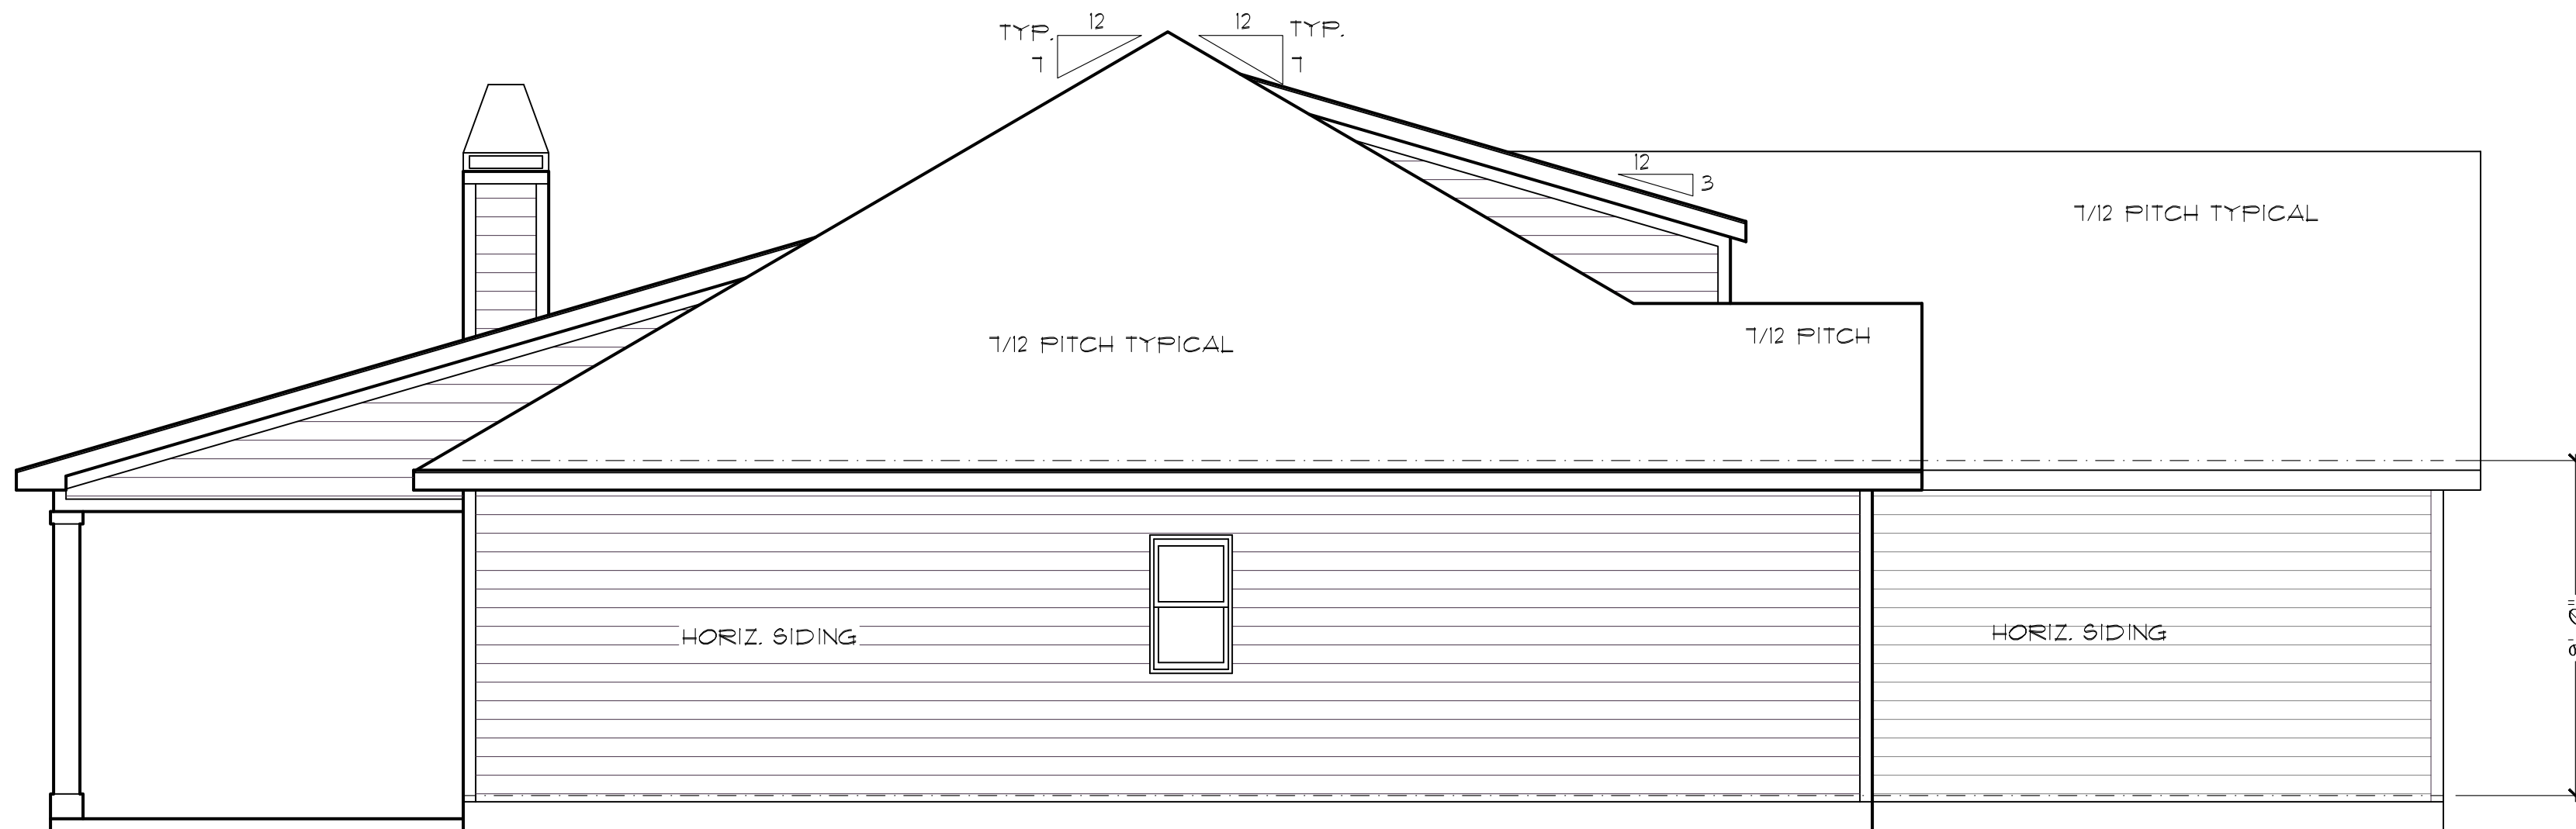 TYP.
12
7
12
TYP.
7
12
3
7/12 PITCH TYPICAL
7/12 PITCH TYPICAL
7/12 PITCH
HORIZ. SIDING
HORIZ. SIDING